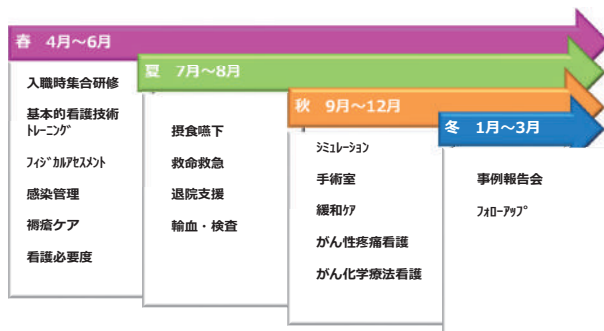 春 4月～6月
入職時集合研修
基本的看護技術
ﾄﾚｰﾆﾝｸﾞ
ﾌｨｼﾞｶﾙｱｾｽﾒﾝﾄ
感染管理
褥瘡ケア
看護必要度
夏 7月～8月
摂食嚥下
救命救急
退院支援
輸血・検査
秋 9月～12月
ｼﾐｭﾚｰｼｮﾝ
手術室
緩和ｹｱ
がん性疼痛看護
がん化学療法看護
冬 1月～3月
事例報告会
ﾌｫﾛｰｱｯﾌﾟ